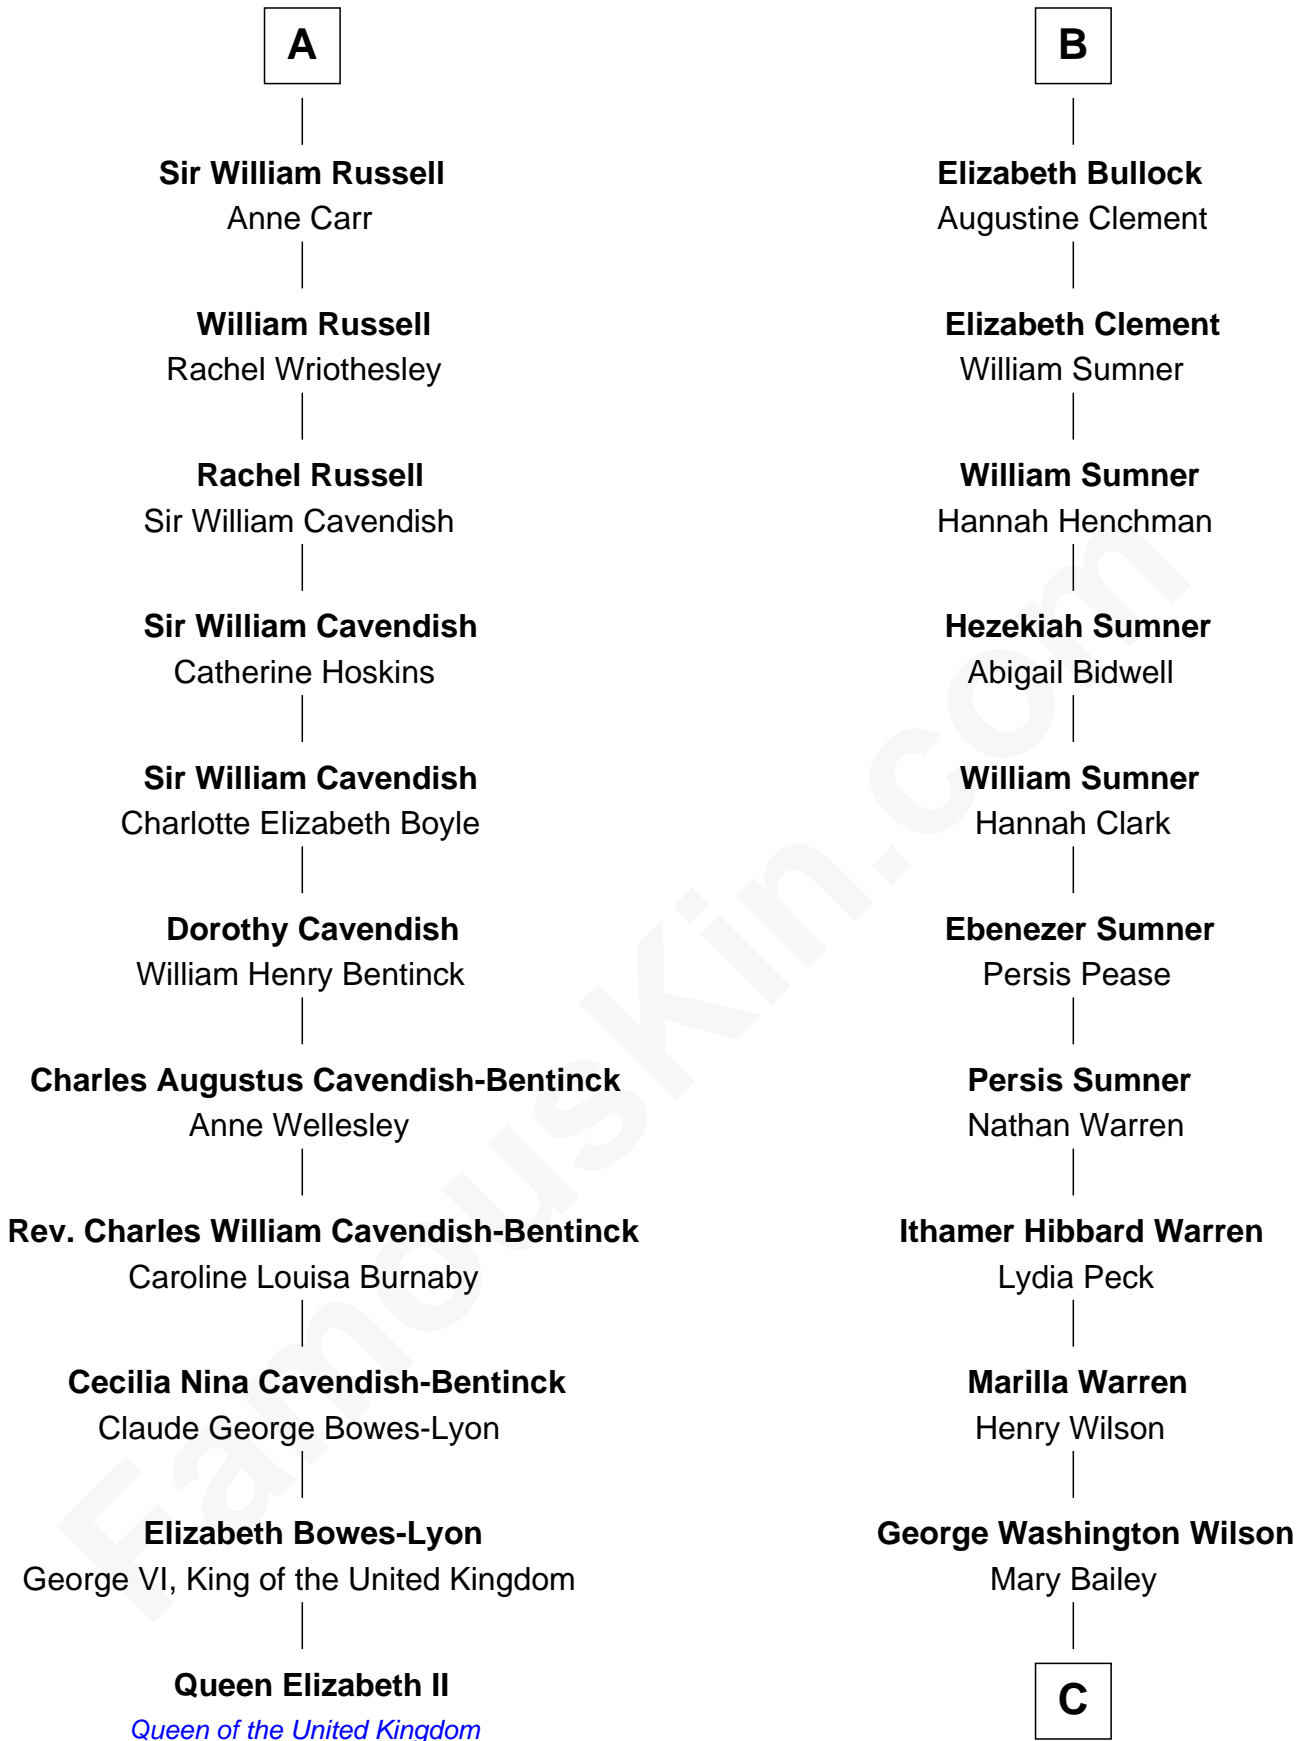 A
Sir William Russell
Anne Carr
William Russell
Rachel Wriothesley
Rachel Russell
Sir William Cavendish
Sir William Cavendish
Catherine Hoskins
Sir William Cavendish
Charlotte Elizabeth Boyle
Dorothy Cavendish
William Henry Bentinck
Charles Augustus Cavendish-Bentinck
Anne Wellesley
Rev. Charles William Cavendish-Bentinck
Caroline Louisa Burnaby
Cecilia Nina Cavendish-Bentinck
Claude George Bowes-Lyon
Elizabeth Bowes-Lyon
George VI, King of the United Kingdom
Queen Elizabeth II
Queen of the United Kingdom
B
Elizabeth Bullock
Augustine Clement
Elizabeth Clement
William Sumner
William Sumner
Hannah Henchman
Hezekiah Sumner
Abigail Bidwell
William Sumner
Hannah Clark
Ebenezer Sumner
Persis Pease
Persis Sumner
Nathan Warren
Ithamer Hibbard Warren
Lydia Peck
Marilla Warren
Henry Wilson
George Washington Wilson
Mary Bailey
C
FamousKin.com